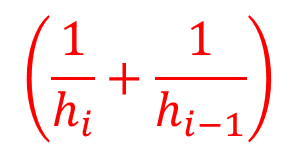 (1/h_i + 1/h_{i−1})